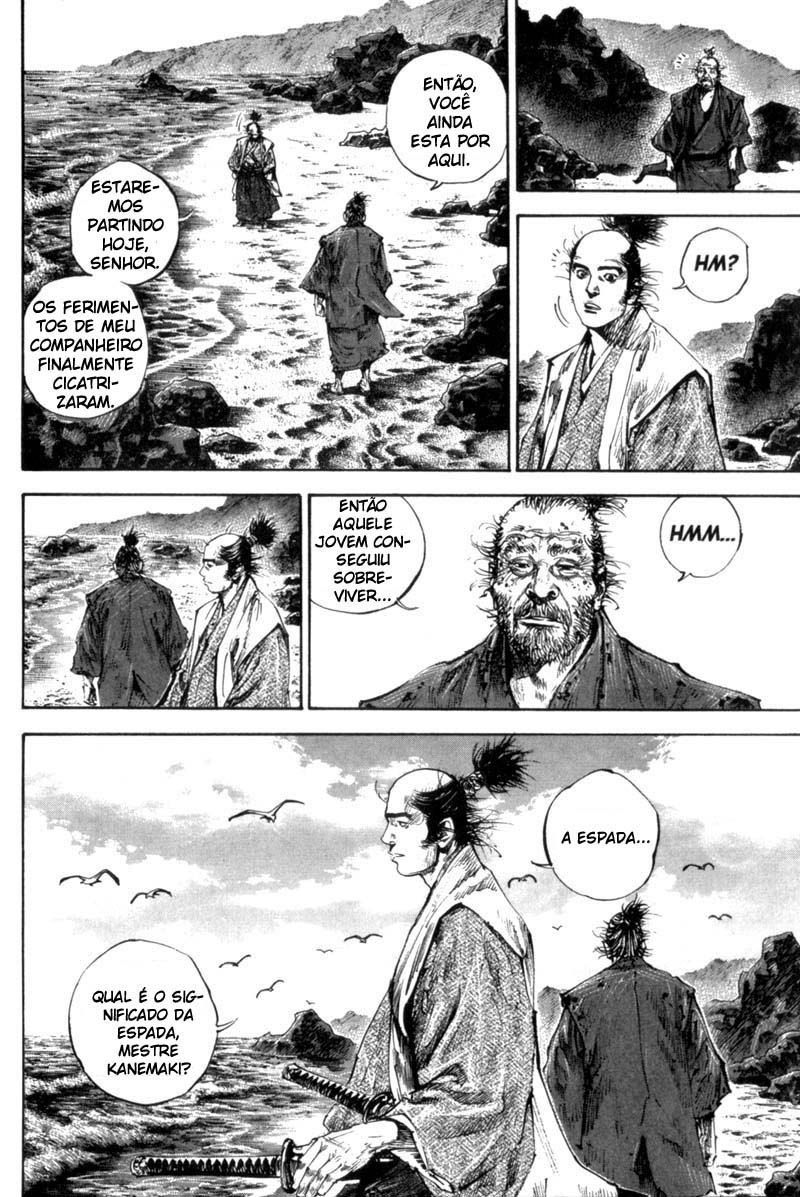 HM?
ENTÃO,
VOCÊ
AINDA
ESTA POR
AQUI.
ESTARE-
MOS
PARTINDO
HOJE,
SENHOR.
OS FERIMEN-
TOS DE MEU
COMPANHEIRO
FINALMENTE
CICATRI-
ZARAM.
HMM...
ENTÃO
AQUELE
JOVEM CON-
SEGUIU
SOBRE-
VIVER...
A ESPADA...
QUAL É O SIG-
NIFICADO DA
ESPADA,
MESTRE
KANEMAKI?